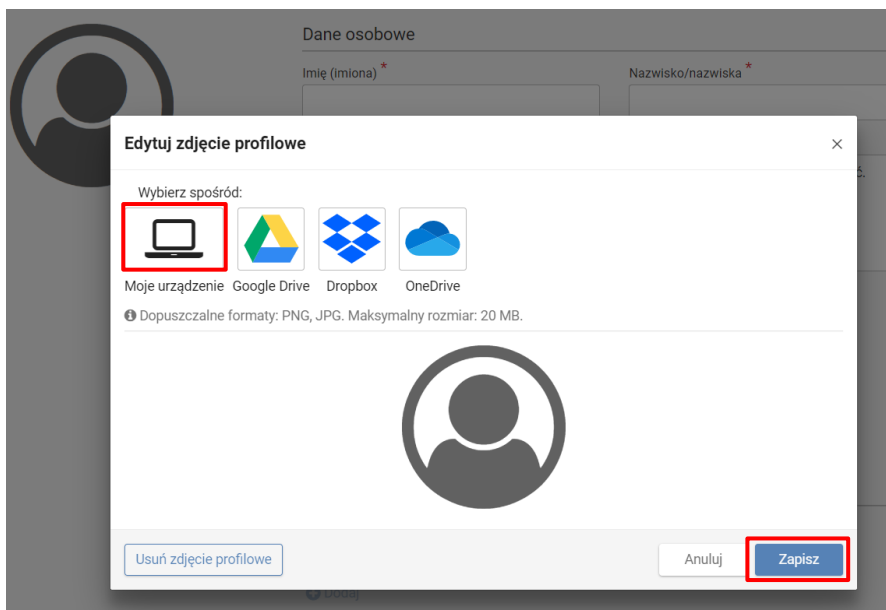 Dane osobowe
Imię (imiona) *
Nazwisko/nazwiska *
Edytuj zdjęcie profilowe
ć.
Wybierz spośród:
Moje urządzenie Google Drive Dropbox OneDrive
Dopuszczalne formaty: PNG, JPG. Maksymalny rozmiar: 20 MB.
Usuń zdjęcie profilowe
Anuluj
Zapisz
Dodaj